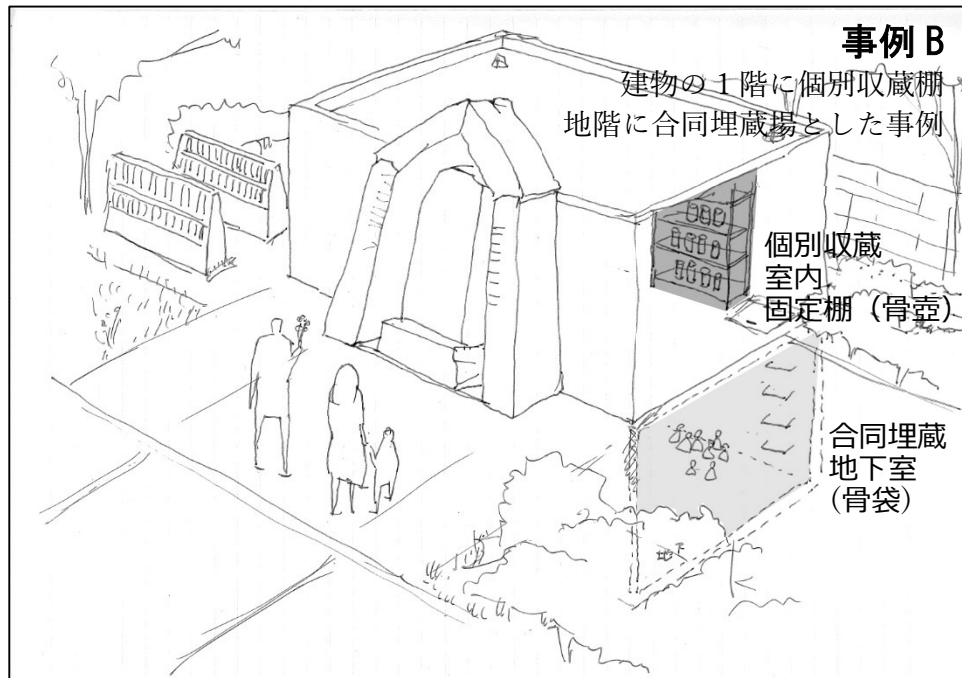 事例 B
建物の 1 階に個別収蔵棚
地階に合同埋蔵場とした事例
個別収蔵
室内
固定棚（骨壺）
合同埋蔵
地下室
(骨袋）
地下